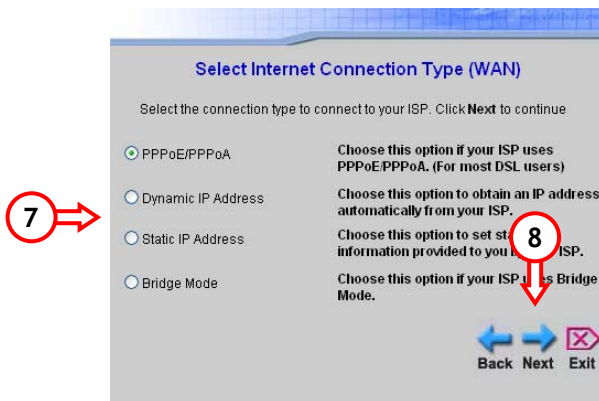 Select Internet Connection Type (WAN)
Select the connection type to connect to your ISP. Click Next to continue
PPPoE/PPPoA
Choose this option if your ISP uses
PPPoE/PPPoA. (For most DSL users)
Dynamic IP Address
Choose this option to obtain an IP address
automatically from your ISP.
7
Static IP Address
Choose this option to set
8
information provided to you ISP.
Bridge Mode
Choose this option if your ISP Bridge
Mode.
Back Next Exit